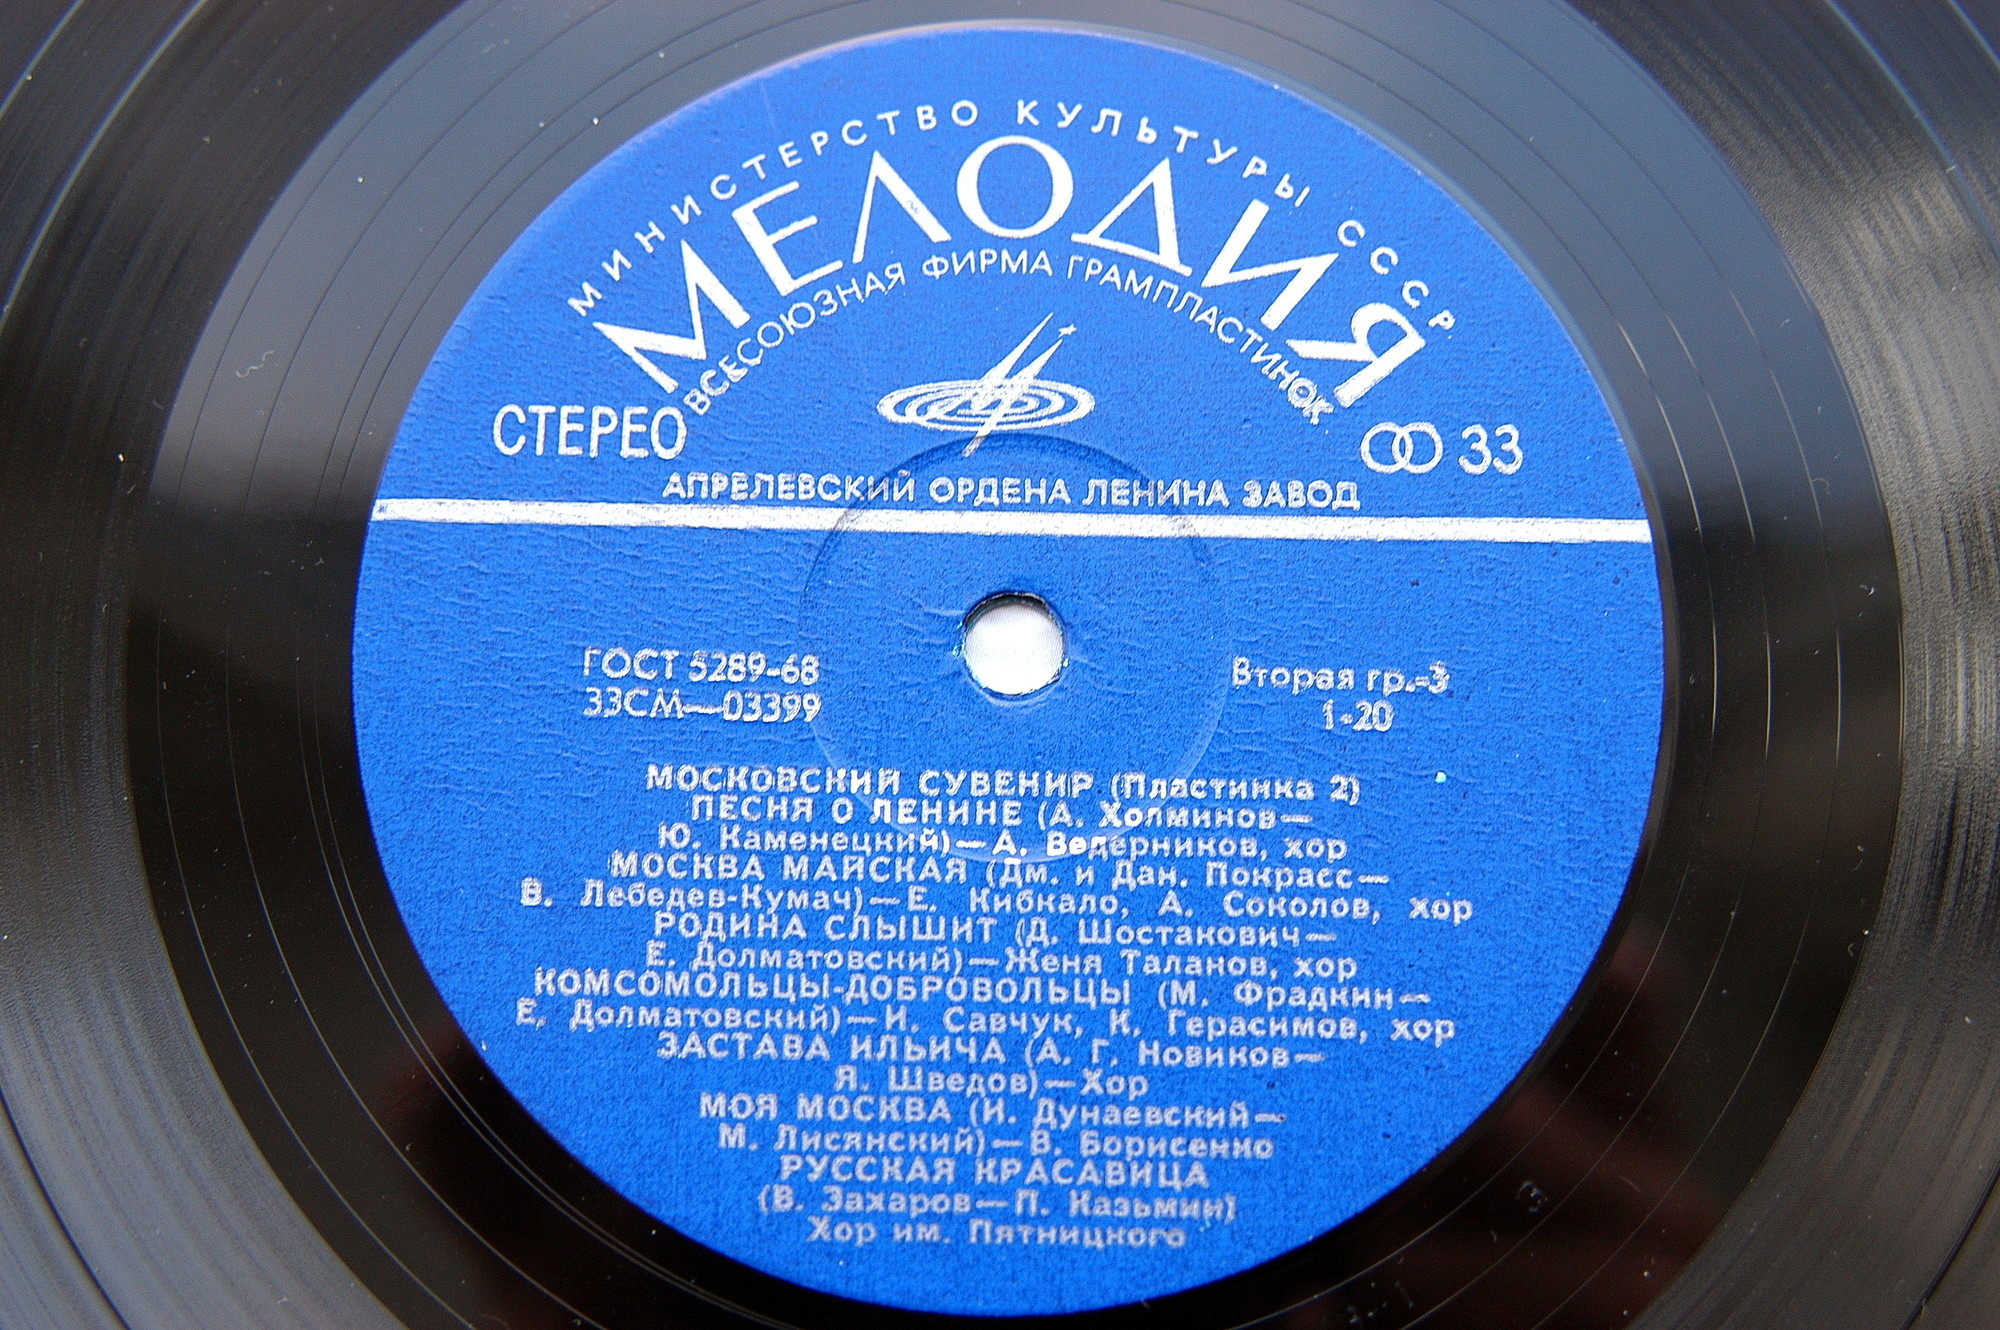 МИНИСТЕРСТВО КУЛЬТУРЫ СССР
МЕЛОДИЯ
ВСЕСОЮЗНАЯ ФИРМА ГРАМПЛАСТИНОК
СТЕРЕО
33
АПРЕЛЕВСКИЙ ОРДЕНА ЛЕНИНА ЗАВОД
ГОСТ 5289-68
33СМ—03399
Вторая гр.-3
1-20
МОСКОВСКИЙ СУВЕНИР (Пластинка 2)
ПЕСНЯ О ЛЕНИНЕ (А. Холминов—
Ю. Каменецкий)—А. Ведерников, хор
МОСКВА МАЙСКАЯ (Дм. и Дан. Покрасс—
В. Лебедев-Кумач)—Е. Кибкало, А. Соколов, хор
РОДИНА СЛЫШИТ (Д. Шостакович—
Е. Долматовский)—Женя Таланов, хор
КОМСОМОЛЬЦЫ-ДОБРОВОЛЬЦЫ (М. Фрадкин—
Е. Долматовский)—И. Савчук, К. Герасимов, хор
ЗАСТАВА ИЛЬИЧА (А. Г. Новиков—
Я. Шведов)—Хор
МОЯ МОСКВА (И. Дунаевский—
М. Лисянский)—В. Борисенко
РУССКАЯ КРАСАВИЦА
(В. Захаров—П. Казьмин)
Хор им. Пятницкого